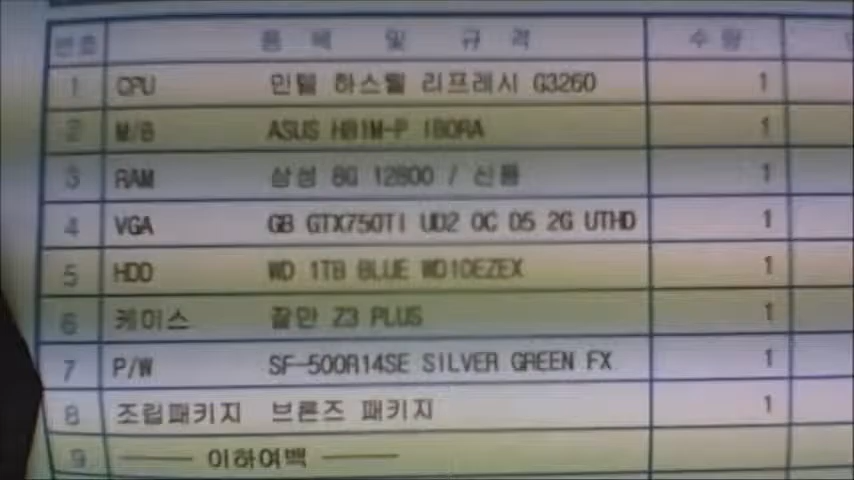 번호 품 목 및 규 격 수 량
1 CPU 인텔 하스웰 리프레시 G3260 1
2 M/B ASUS H81M-P IBORA 1
3 RAM 삼성 8G 12800 / 신품 1
4 VGA GB GTX750TI UD2 OC D5 2G UTHD 1
5 HDD WD 1TB BLUE WD10EZEX 1
6 케이스 잘만 Z3 PLUS 1
7 P/W SF-500R14SE SILVER GREEN FX 1
8 조립패키지 브론즈 패키지 1
9 ──── 이하여백 ────